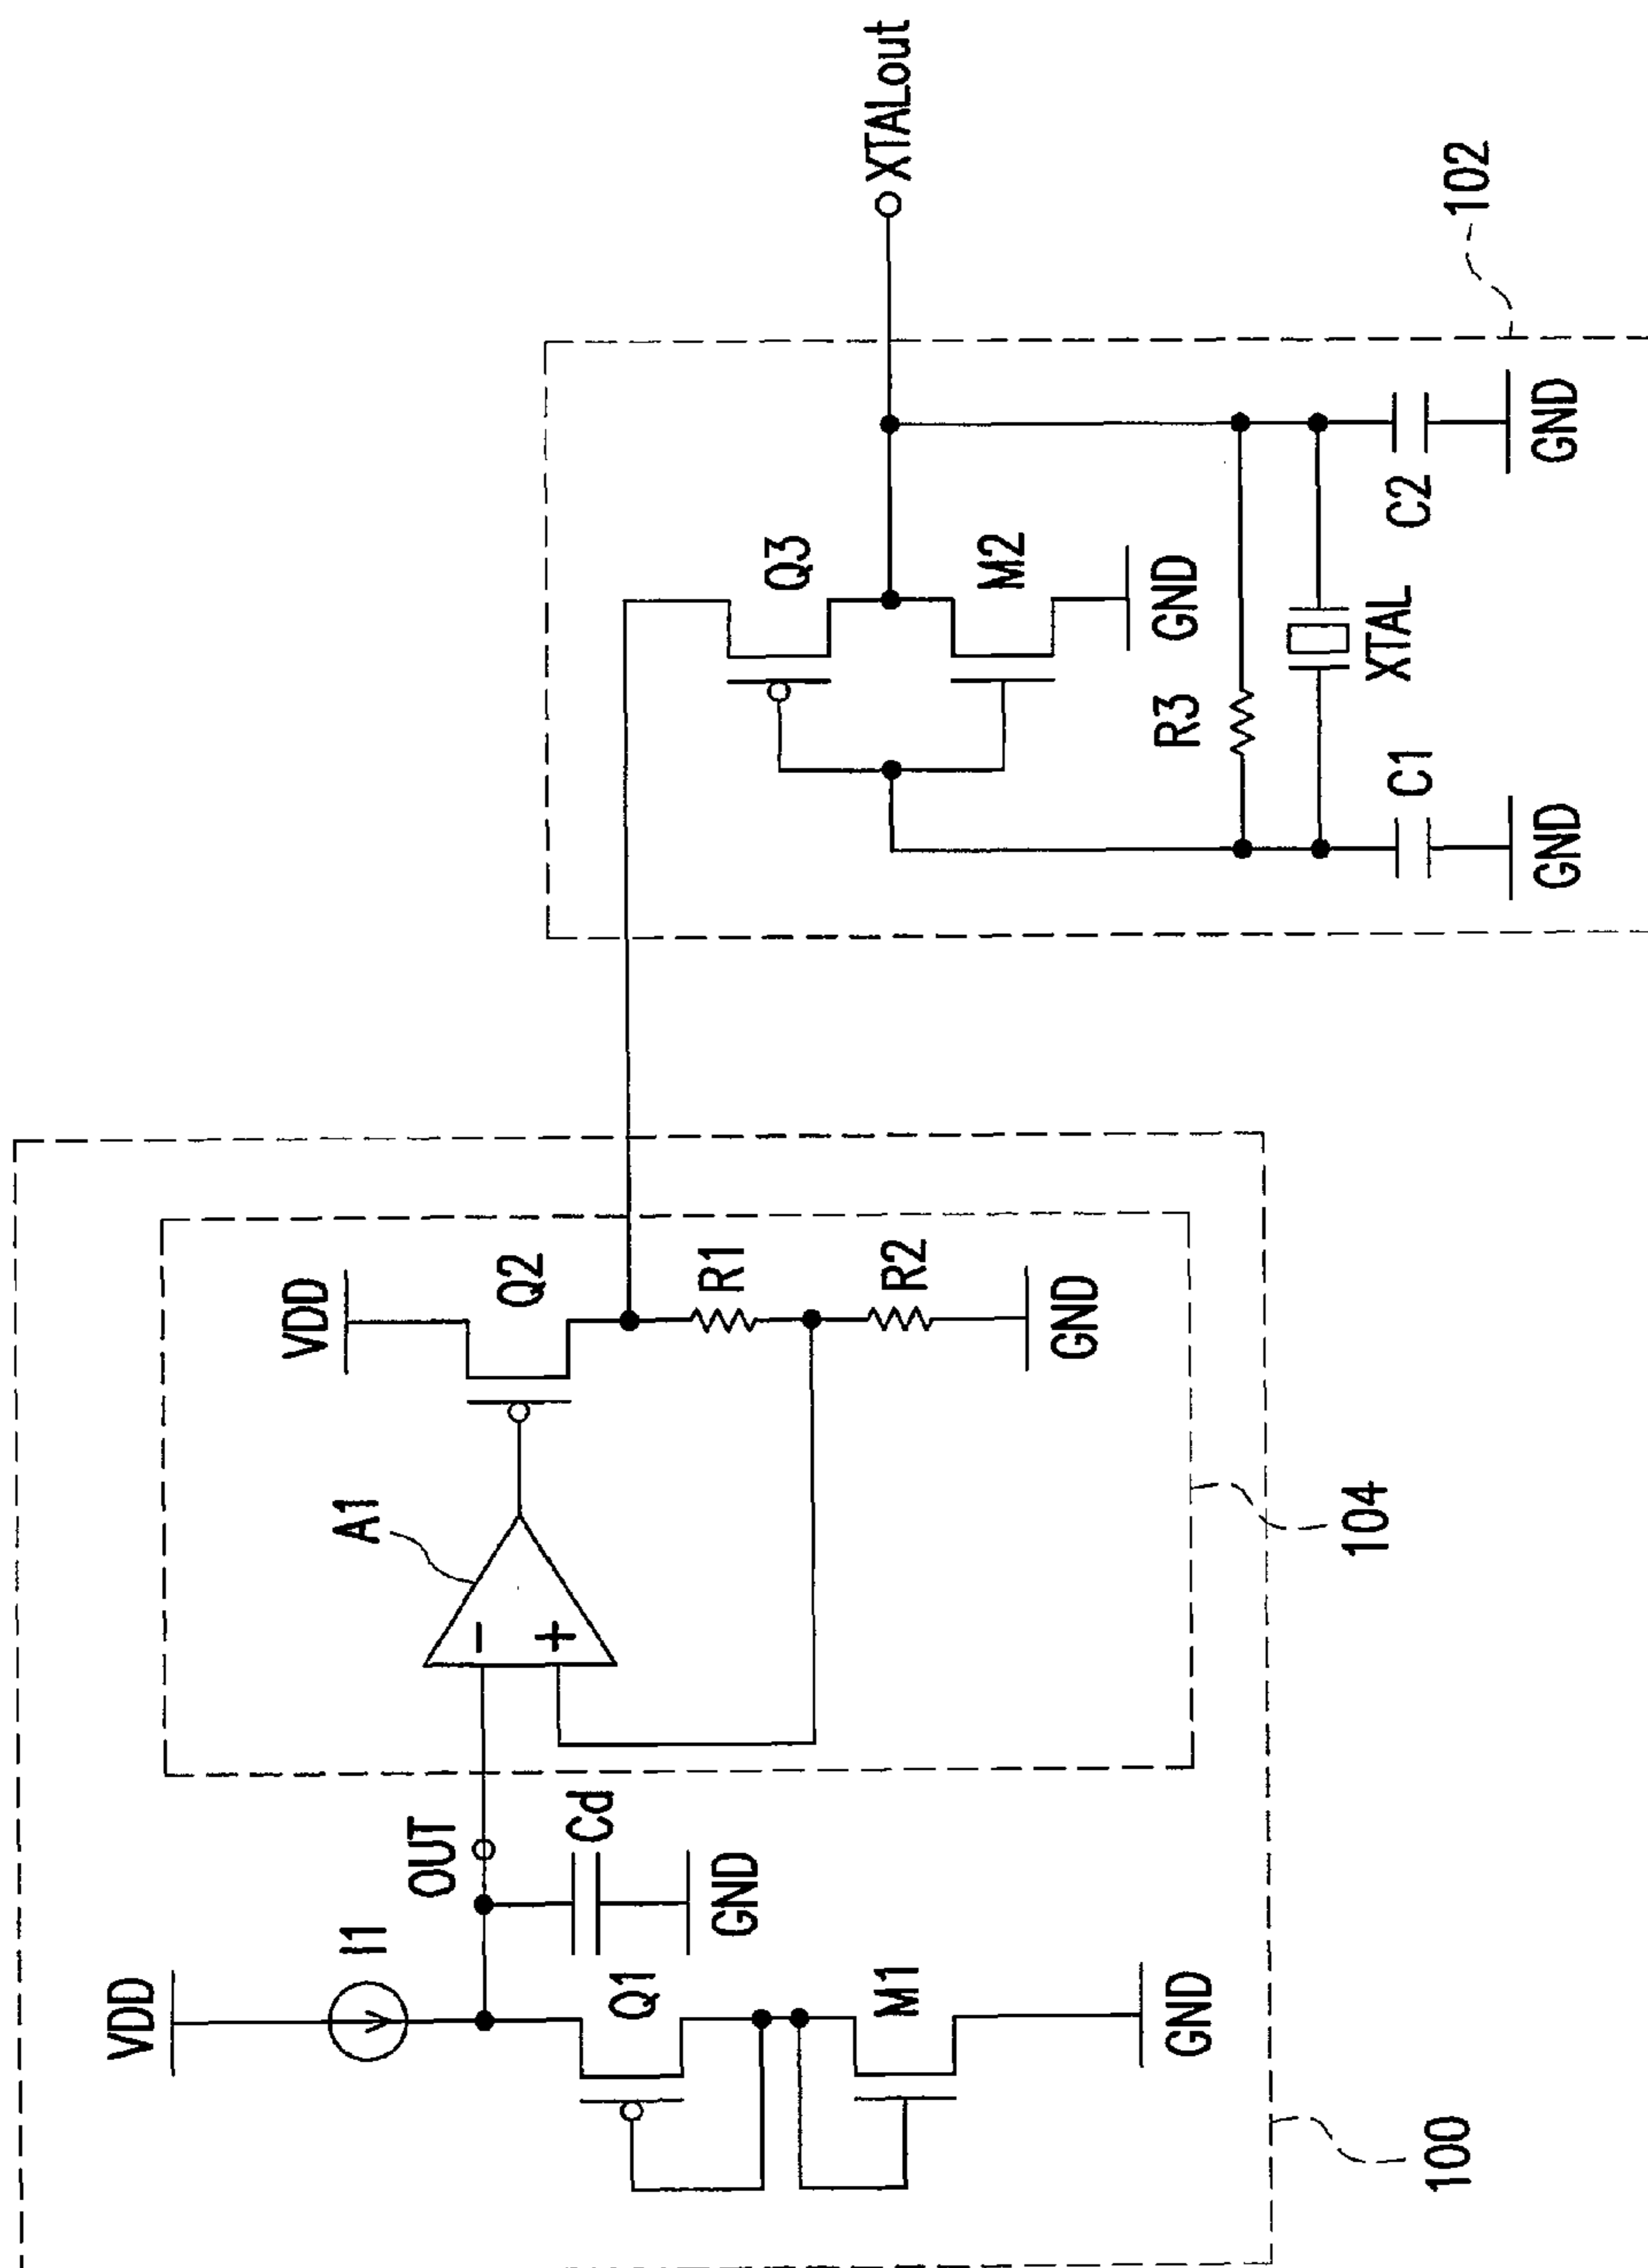 VDD
I1
OUT
Q1
Cd
GND
M1
GND
100
A1
VDD
Q2
R1
R2
GND
104
Q3
M2
GND
R3
XTAL
C1
GND
C2
GND
XTALout
102